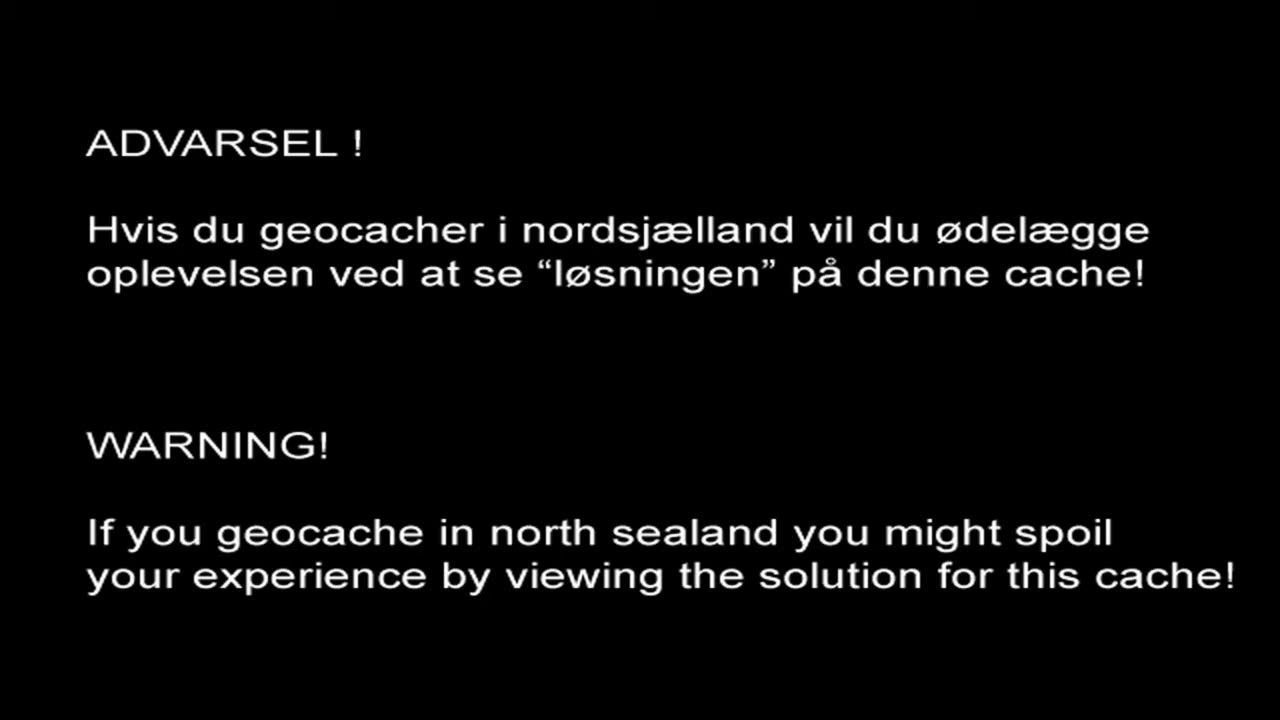 ADVARSEL !
Hvis du geocacher i nordsjælland vil du ødelægge
oplevelsen ved at se “løsningen” på denne cache!
WARNING!
If you geocache in north sealand you might spoil
your experience by viewing the solution for this cache!